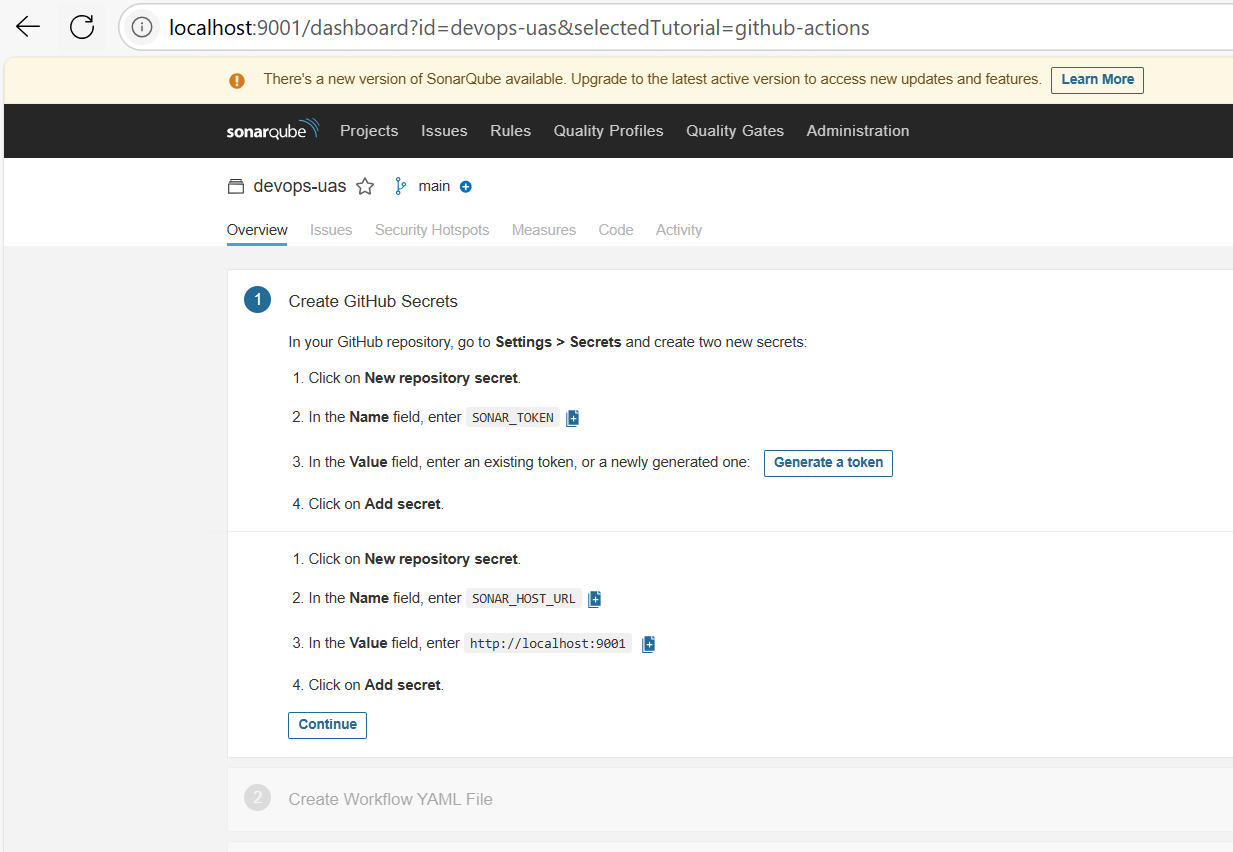 localhost:9001/dashboard?id=devops-uas&selectedTutorial=github-actions
There's a new version of SonarQube available. Upgrade to the latest active version to access new updates and features. Learn More
sonarqube Projects Issues Rules Quality Profiles Quality Gates Administration
devops-uas main
Overview Issues Security Hotspots Measures Code Activity
1 Create GitHub Secrets
In your GitHub repository, go to Settings > Secrets and create two new secrets:
1. Click on New repository secret.
2. In the Name field, enter SONAR_TOKEN
3. In the Value field, enter an existing token, or a newly generated one: Generate a token
4. Click on Add secret.
1. Click on New repository secret.
2. In the Name field, enter SONAR_HOST_URL
3. In the Value field, enter http://localhost:9001
4. Click on Add secret.
Continue
2 Create Workflow YAML File